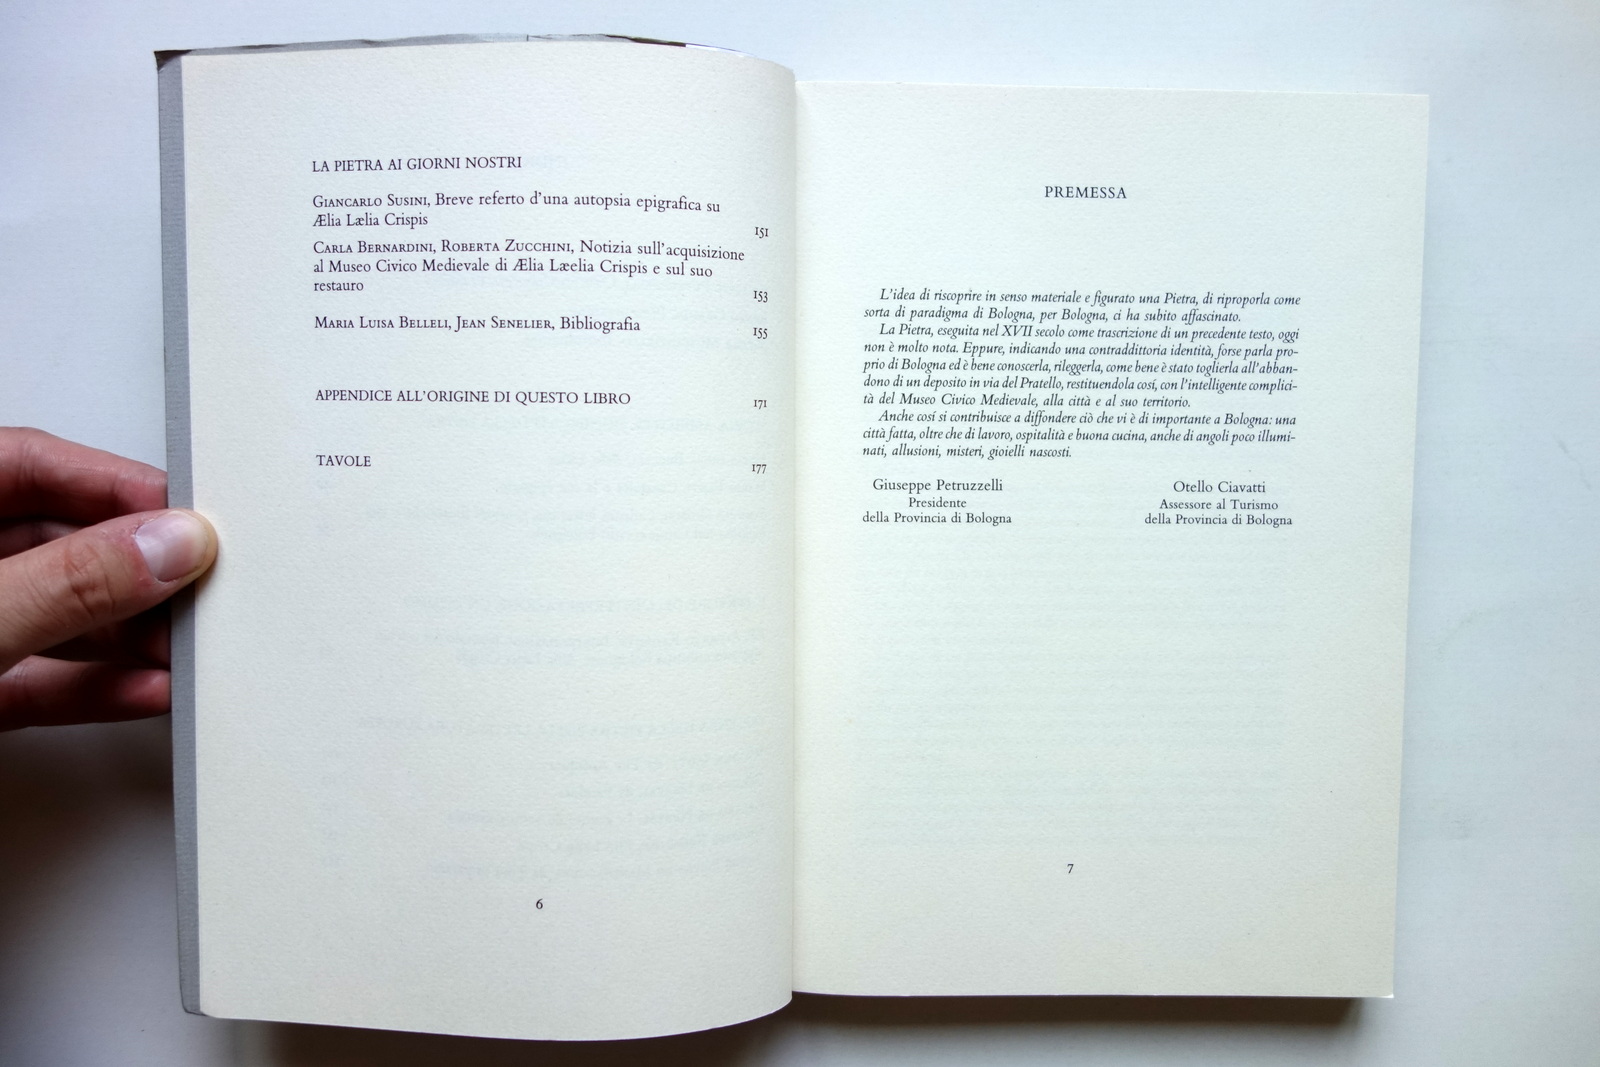 LA PIETRA AI GIORNI NOSTRI
Giancarlo Susini, Breve referto d'una autopsia epigrafica su
Ælia Lælia Crispis
151
Carla Bernardini, Roberta Zucchini, Notizia sull'acquisizione
al Museo Civico Medievale di Ælia Læelia Crispis e sul suo
restauro
153
Maria Luisa Belleli, Jean Senelier, Bibliografia
155
APPENDICE ALL'ORIGINE DI QUESTO LIBRO
171
TAVOLE
177
6
PREMESSA
L'idea di riscoprire in senso materiale e figurato una Pietra, di riproporla come
sorta di paradigma di Bologna, per Bologna, ci ha subito affascinato.
La Pietra, eseguita nel XVII secolo come trascrizione di un precedente testo, oggi
non è molto nota. Eppure, indicando una contraddittoria identità, forse parla pro-
prio di Bologna ed è bene conoscerla, rileggerla, come bene è stato toglierla all'abban-
dono di un deposito in via del Pratello, restituendola cosí, con l'intelligente complici-
tà del Museo Civico Medievale, alla città e al suo territorio.
Anche cosí si contribuisce a diffondere ciò che vi è di importante a Bologna: una
città fatta, oltre che di lavoro, ospitalità e buona cucina, anche di angoli poco illumi-
nati, allusioni, misteri, gioielli nascosti.
Giuseppe Petruzzelli
Presidente
della Provincia di Bologna
Otello Ciavatti
Assessore al Turismo
della Provincia di Bologna
7